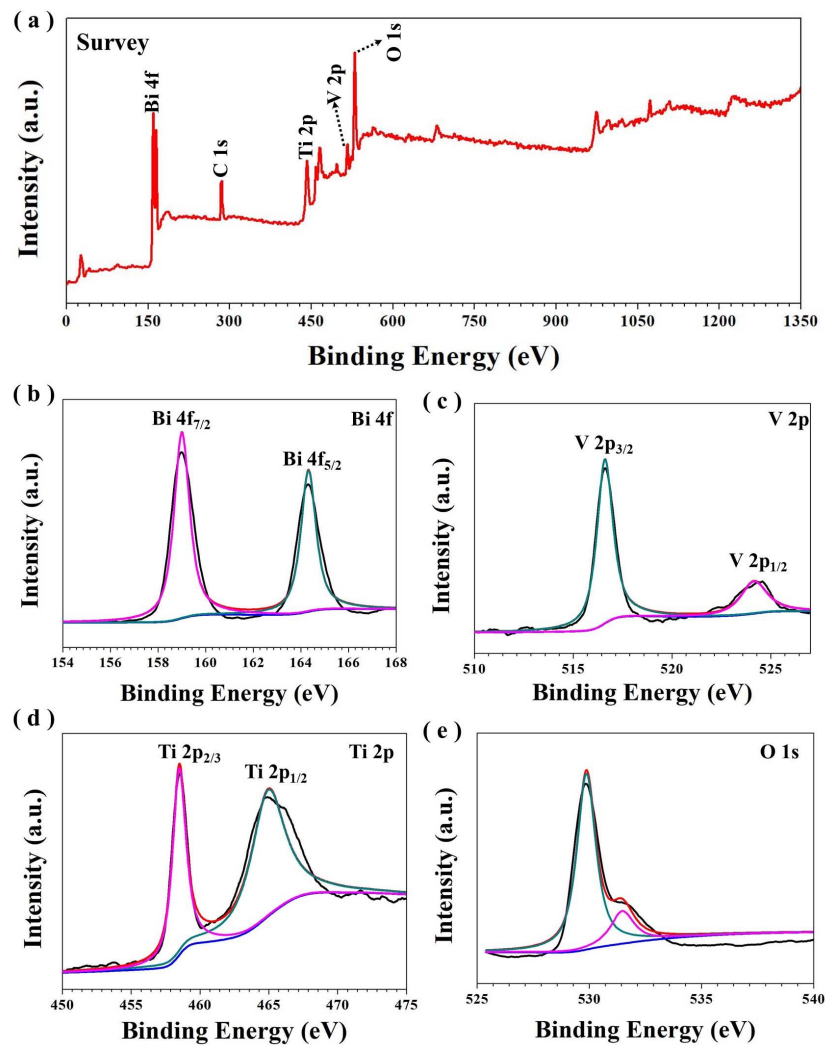 ( a )
Survey
Bi 4f
C 1s
Ti 2p
V 2p
O 1s
Intensity (a.u.)
0 150 300 450 600 750 900 1050 1200 1350
Binding Energy (eV)
( b )
Bi 4f7/2
Bi 4f
Bi 4f5/2
Intensity (a.u.)
154 156 158 160 162 164 166 168
Binding Energy (eV)
( c )
V 2p
V 2p3/2
V 2p1/2
Intensity (a.u.)
510 515 520 525
Binding Energy (eV)
( d )
Ti 2p2/3
Ti 2p
Ti 2p1/2
Intensity (a.u.)
450 455 460 465 470 475
Binding Energy (eV)
( e )
O 1s
Intensity (a.u.)
525 530 535 540
Binding Energy (eV)